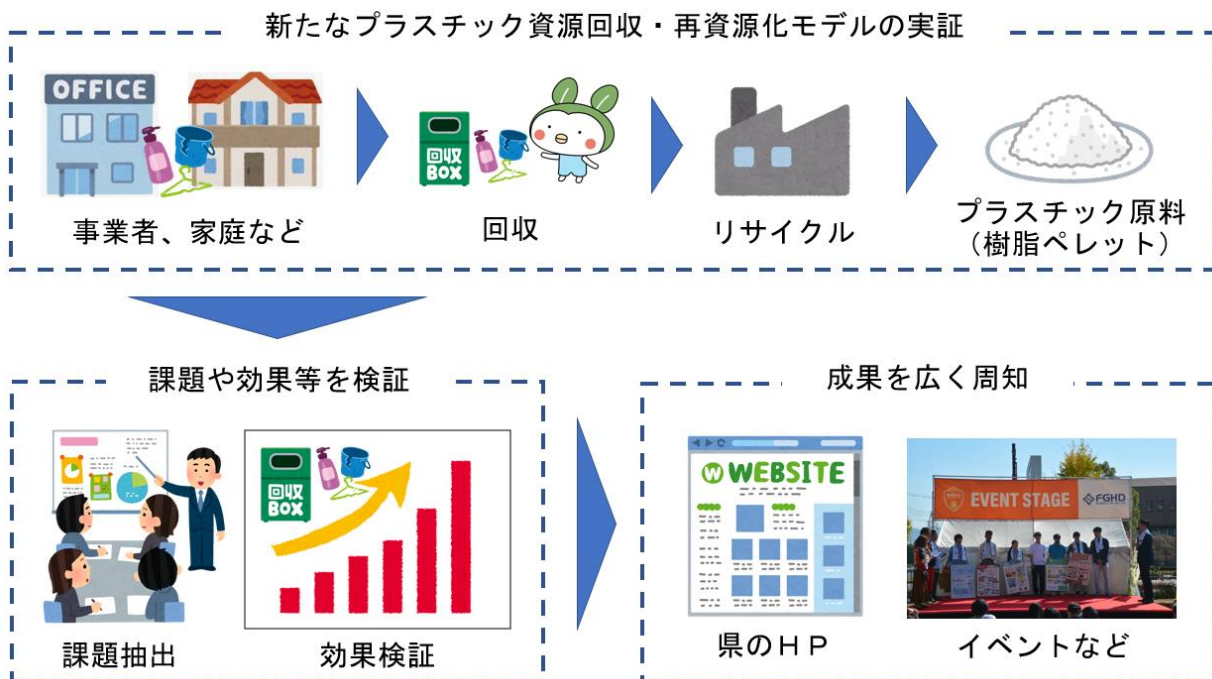 新たなプラスチック資源回収・再資源化モデルの実証
OFFICE
回収
BOX
事業者、家庭など
回収
リサイクル
プラスチック原料
（樹脂ペレット）
課題や効果等を検証
回収
BOX
課題抽出
効果検証
成果を広く周知
W WEBSITE
EVENT STAGE
FGHD
県のＨＰ
イベントなど